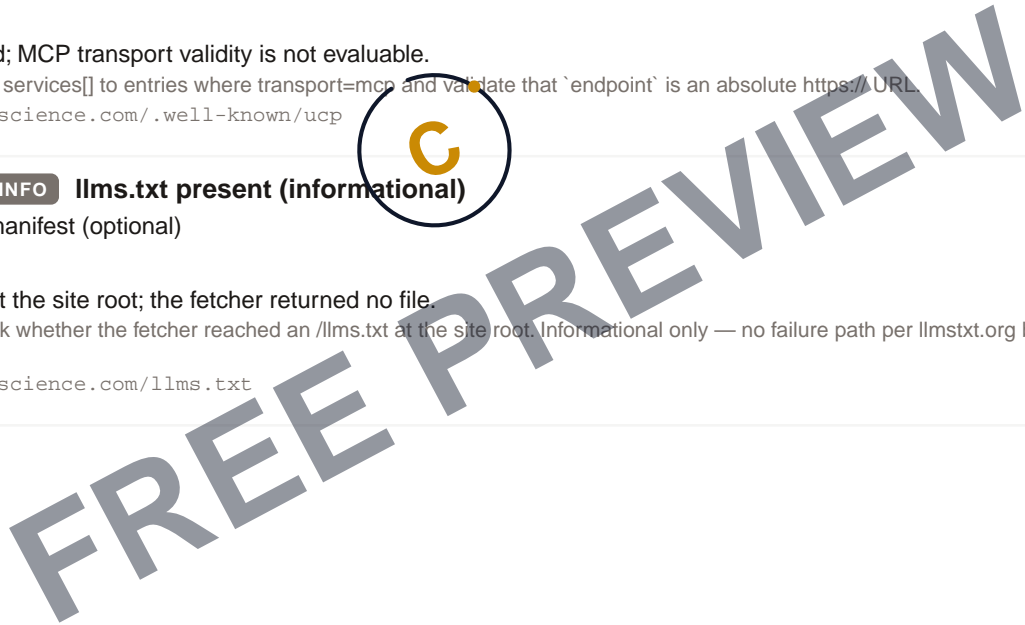 d; MCP transport validity is not evaluable.
services[] to entries where transport=mcp and validate that `endpoint` is an absolute https:// URL.
science.com/.well-known/ucp
C
INFO llms.txt present (informational)
manifest (optional)
t the site root; the fetcher returned no file.
k whether the fetcher reached an /llms.txt at the site root. Informational only — no failure path per llmstxt.org
science.com/llms.txt
FREE PREVIEW